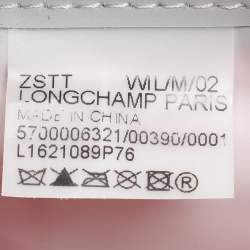 ZSTT WIL/M/02
LONGCHAMP PARIS
MADE IN CHINA
5700006321/00390/0001
L1621089P76
®